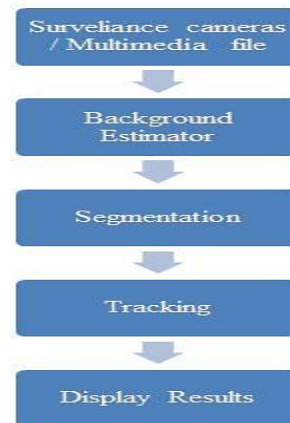 Surveliance cameras
/ Multimedia file
Background
Estimator
Segmentation
Tracking
Display Results